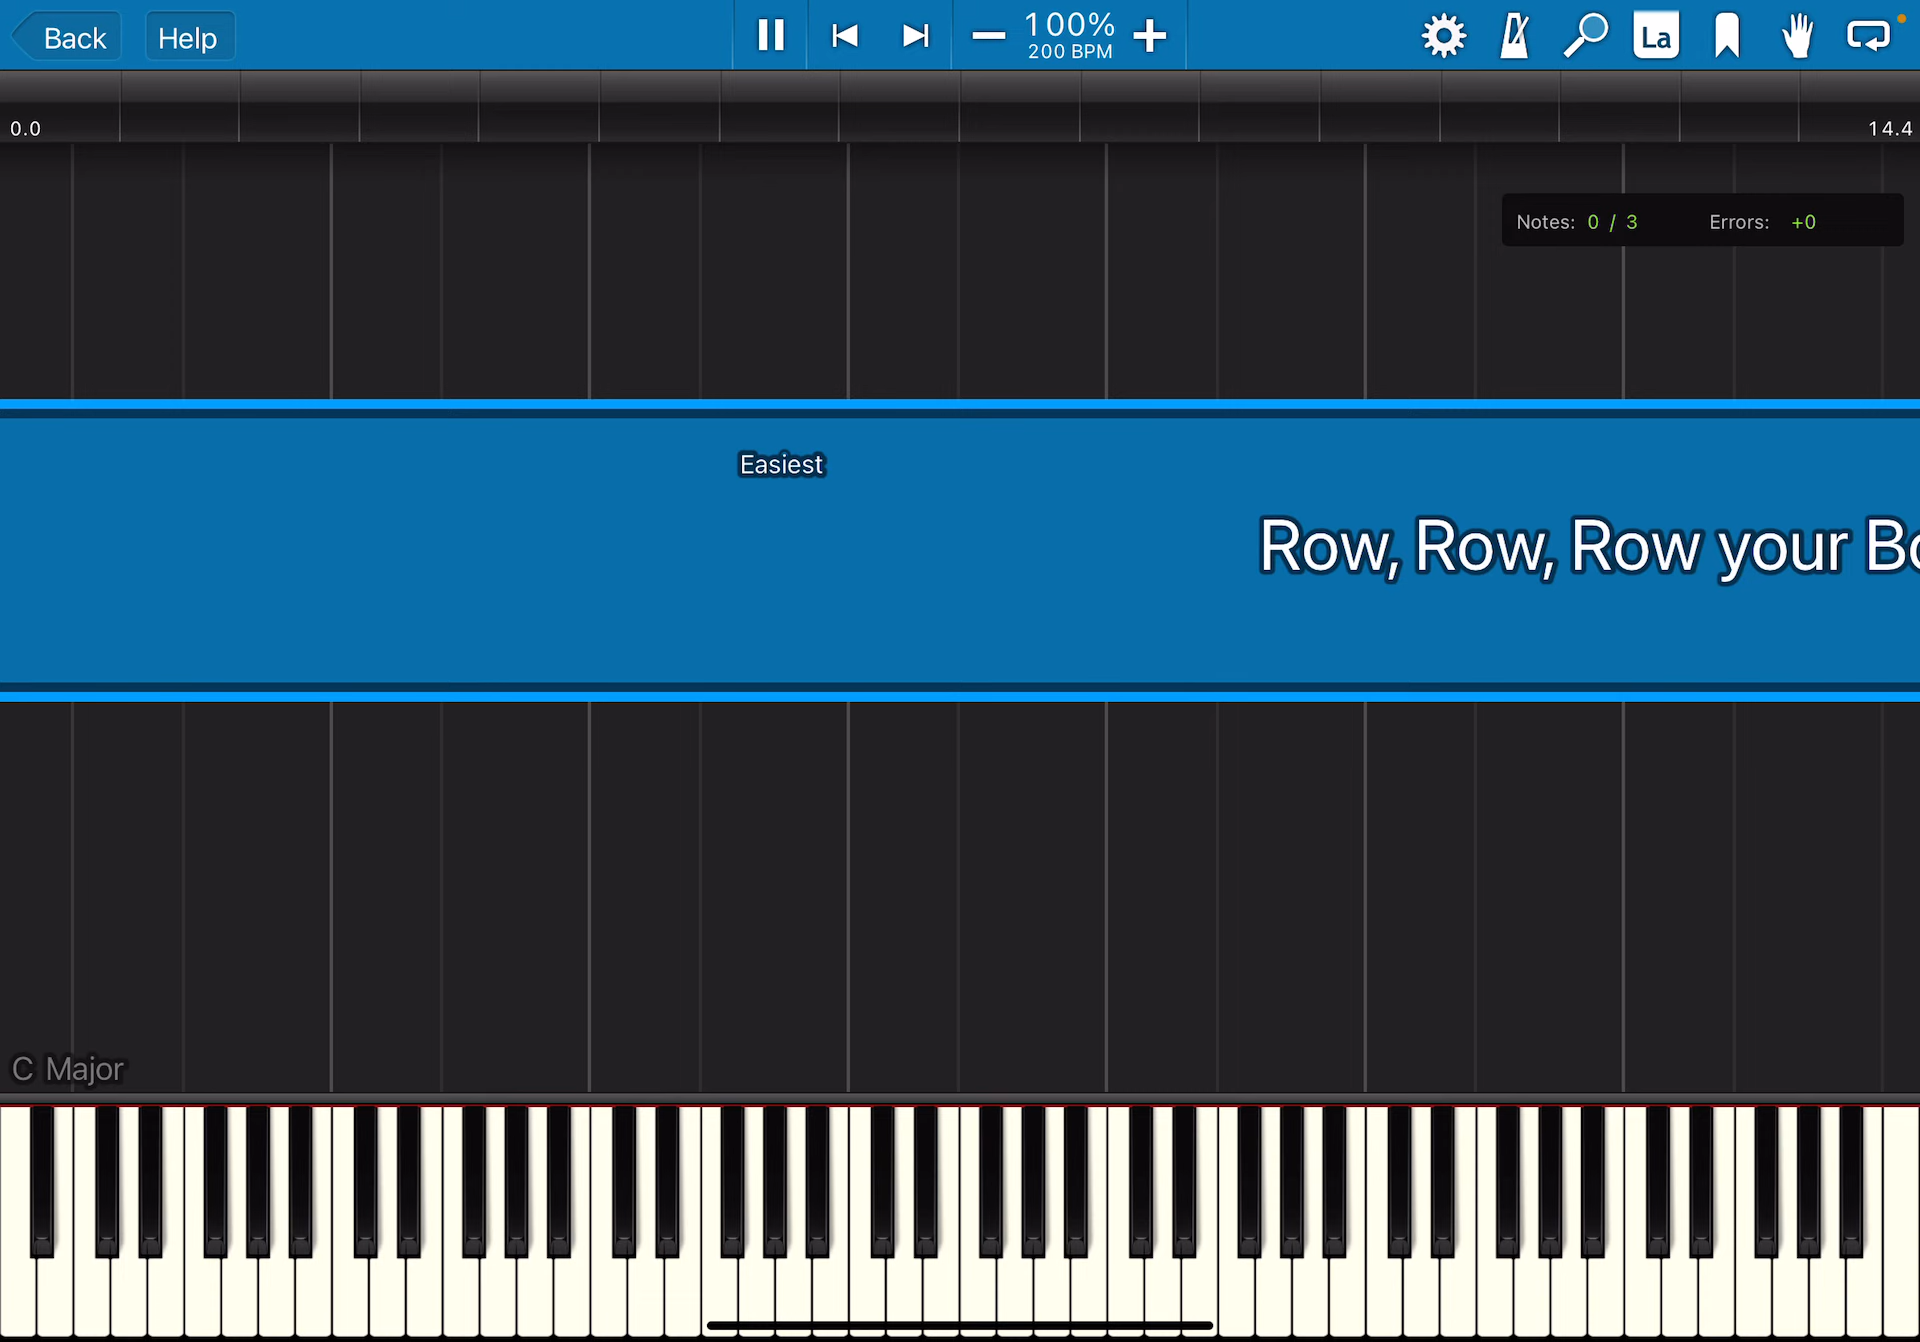 Back
Help
100%
200 BPM
La
0.0
14.4
Notes: 0 / 3 Errors: +0
Easiest
Row, Row, Row your
C Major